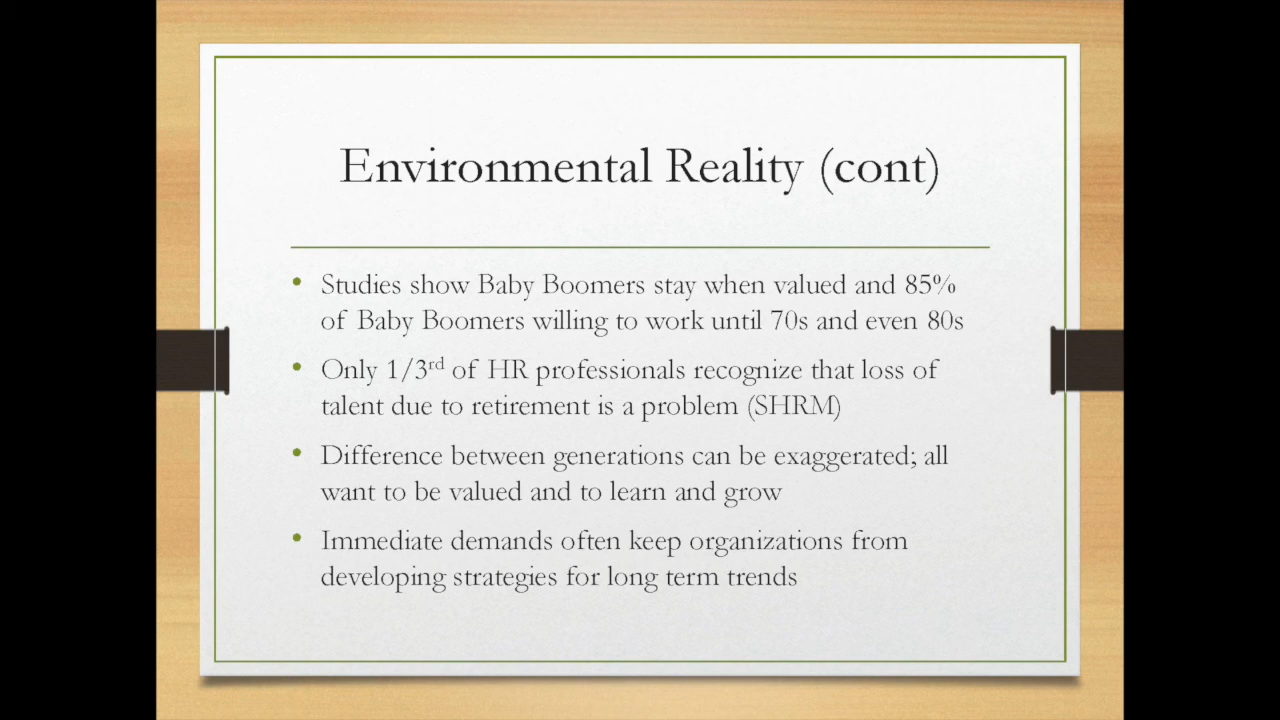 Environmental Reality (cont)
• Studies show Baby Boomers stay when valued and 85%
of Baby Boomers willing to work until 70s and even 80s
• Only 1/3rd of HR professionals recognize that loss of
talent due to retirement is a problem (SHRM)
• Difference between generations can be exaggerated; all
want to be valued and to learn and grow
• Immediate demands often keep organizations from
developing strategies for long term trends